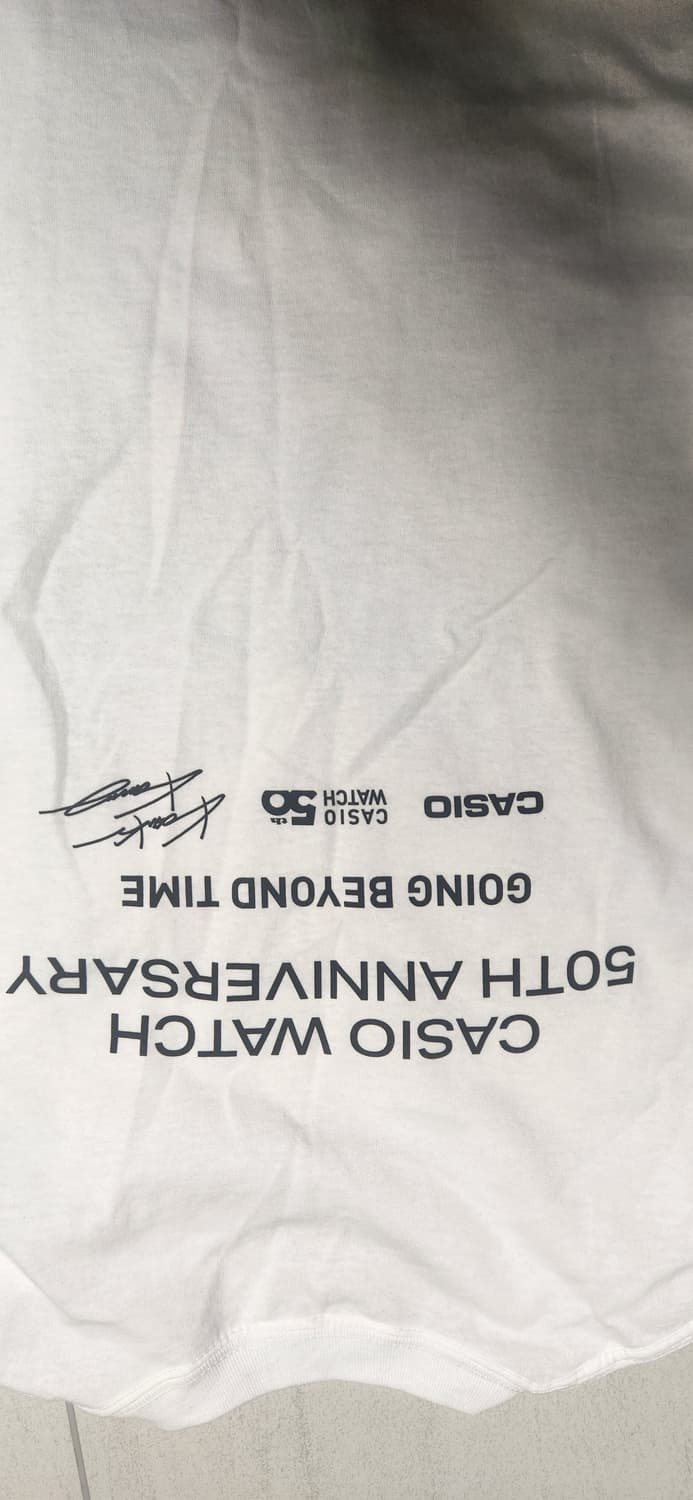 CASIO WATCH
50TH ANNIVERSARY
GOING BEYOND TIME
CASIO
CASIO
WATCH
50th